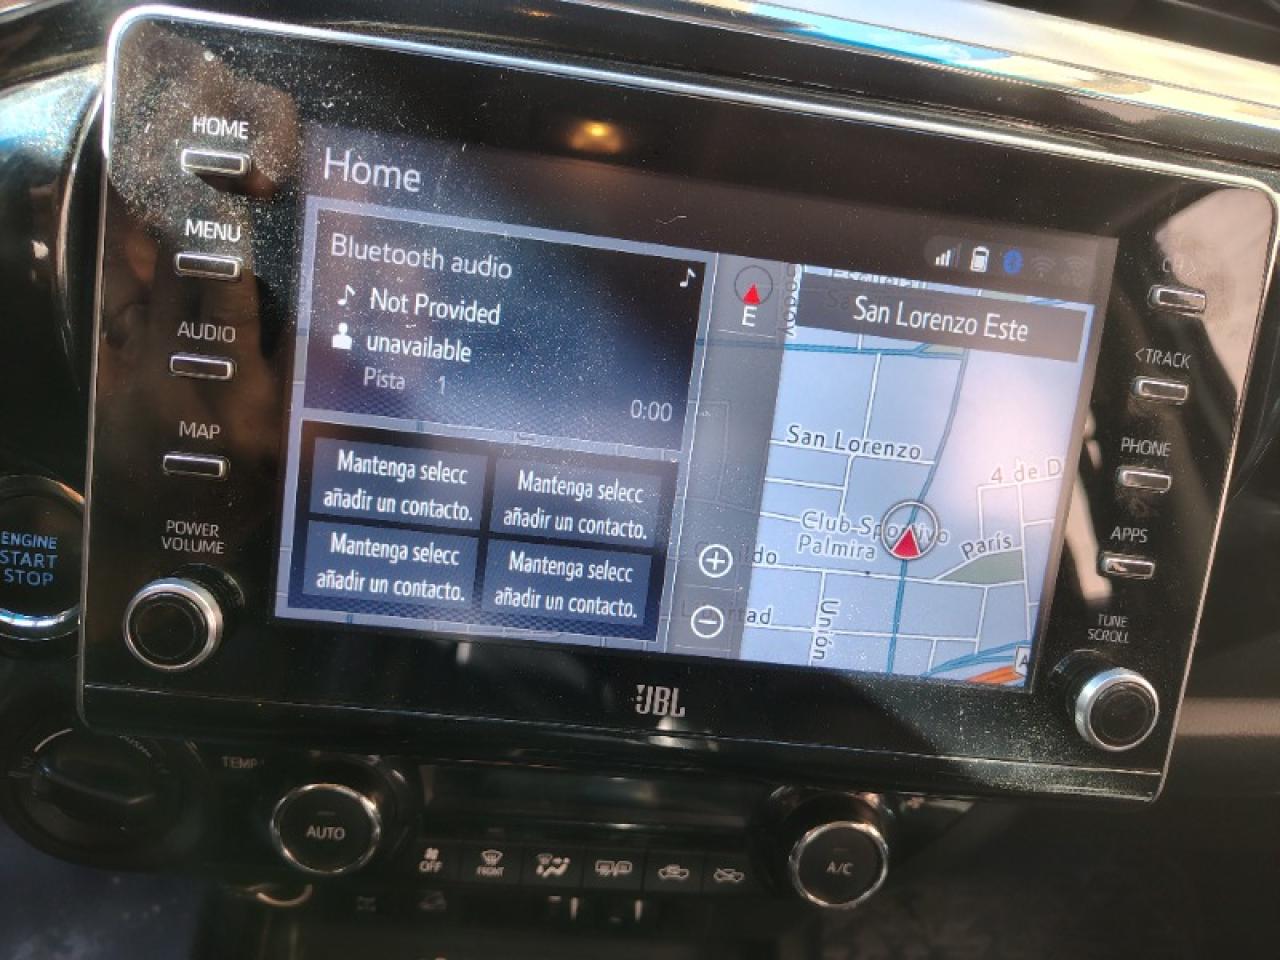 HOME
MENU
AUDIO
MAP
POWER
VOLUME
ENGINE
START
STOP
Home
Bluetooth audio
Not Provided
unavailable
Pista 1
0:00
Mantenga selecc
añadir un contacto.
Mantenga selecc
añadir un contacto.
Mantenga selecc
añadir un contacto.
Mantenga selecc
añadir un contacto.
E
San Lorenzo Este
San Lorenzo
4 de D
Club Sportivo
Palmira
París
Unión
A
<TRACK
PHONE
APPS
TUNE
SCROLL
JBL
TEMP
AUTO
OFF
FRONT
A/C